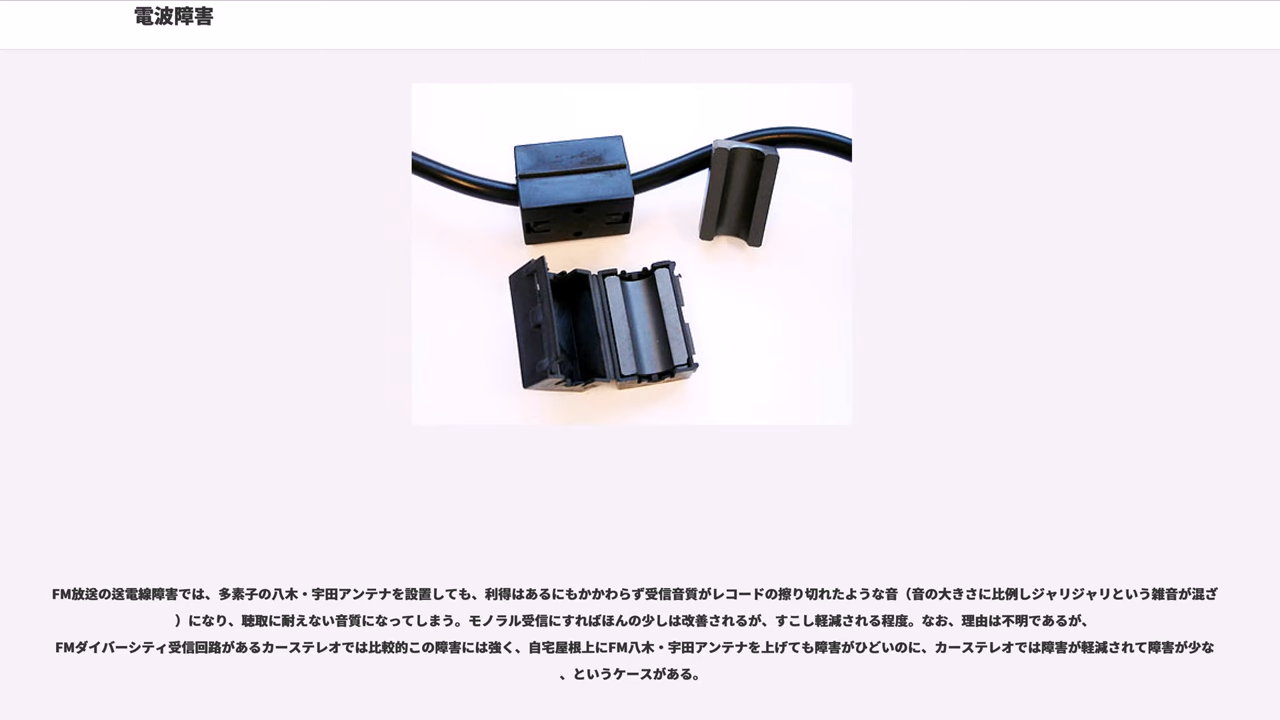 電波障害
FM放送の送電線障害では、多素子の八木・宇田アンテナを設置しても、利得はあるにもかかわらず受信音質がレコードの擦り切れたような音（音の大きさに比例しジャリジャリという雑音が混ざ
）になり、聴取に耐えない音質になってしまう。モノラル受信にすればほんの少しは改善されるが、すこし軽減される程度。なお、理由は不明であるが、
FMダイバーシティ受信回路があるカーステレオでは比較的この障害には強く、自宅屋根上にFM八木・宇田アンテナを上げても障害がひどいのに、カーステレオでは障害が軽減されて障害が少な
、というケースがある。